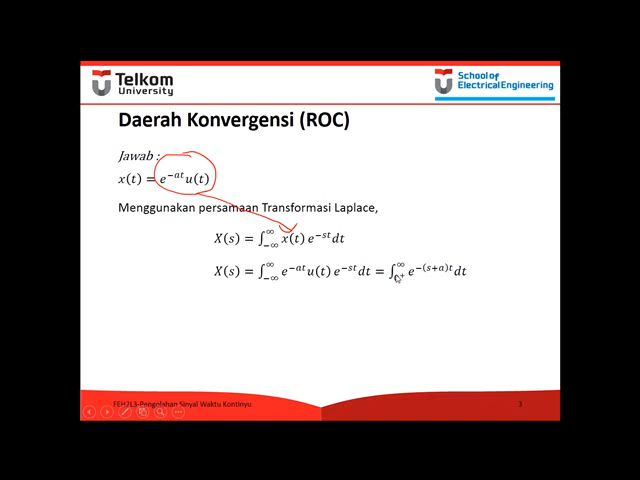 Telkom
University
School of
Electrical Engineering
Daerah Konvergensi (ROC)
Jawab :
x(t) = e^{−at}u(t)
Menggunakan persamaan Transformasi Laplace,
X(s) = ∫_{−∞}^{∞} x(t) e^{−st}dt
X(s) = ∫_{−∞}^{∞} e^{−at}u(t) e^{−st}dt = ∫_{0^+}^{∞} e^{−(s+a)t}dt
FEH2L3-Pengolahan Sinyal Waktu Kontinyu
3